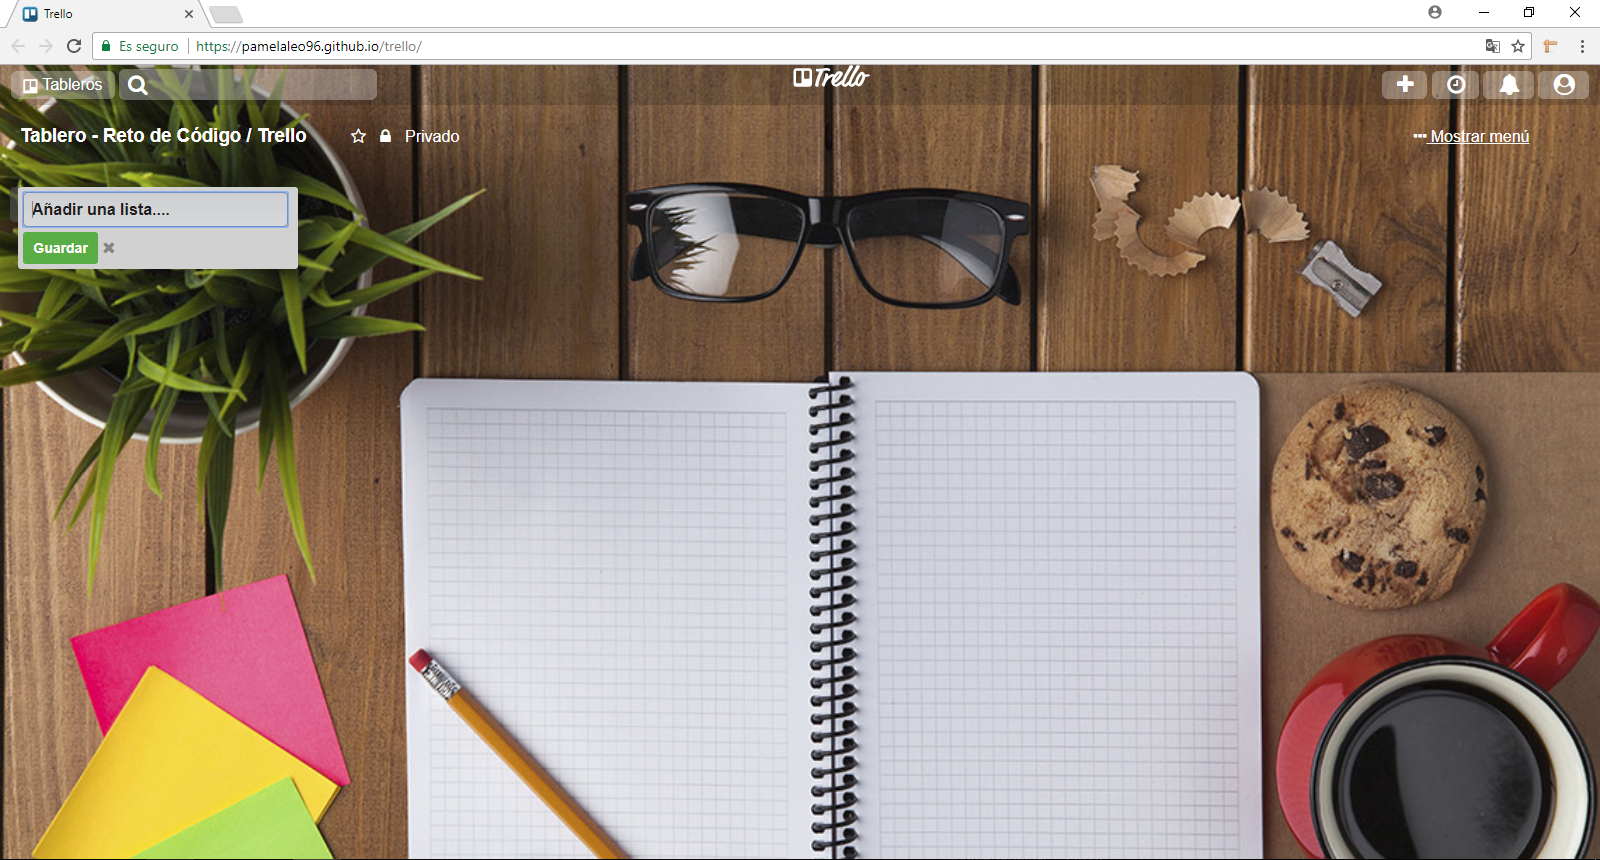 Trello
Es seguro
https://pamelaleo96.github.io/trello/
Tableros
Trello
Tablero - Reto de Código / Trello
Privado
Mostrar menú
Añadir una lista....
Guardar